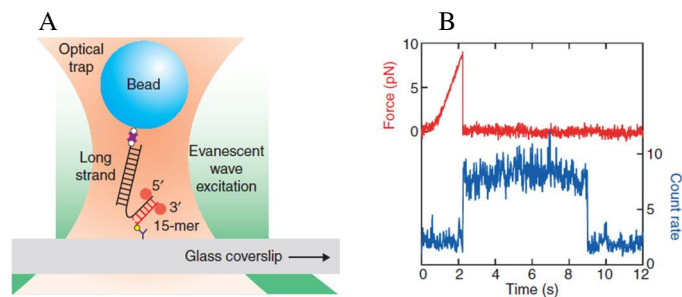 A
Optical
trap
Bead
Long
strand
Evanescent
wave
excitation
5′
3′
15-mer
Glass coverslip
B
10
5
0
Force (pN)
10
5
0
Count rate
0 2 4 6 8 10 12
Time (s)